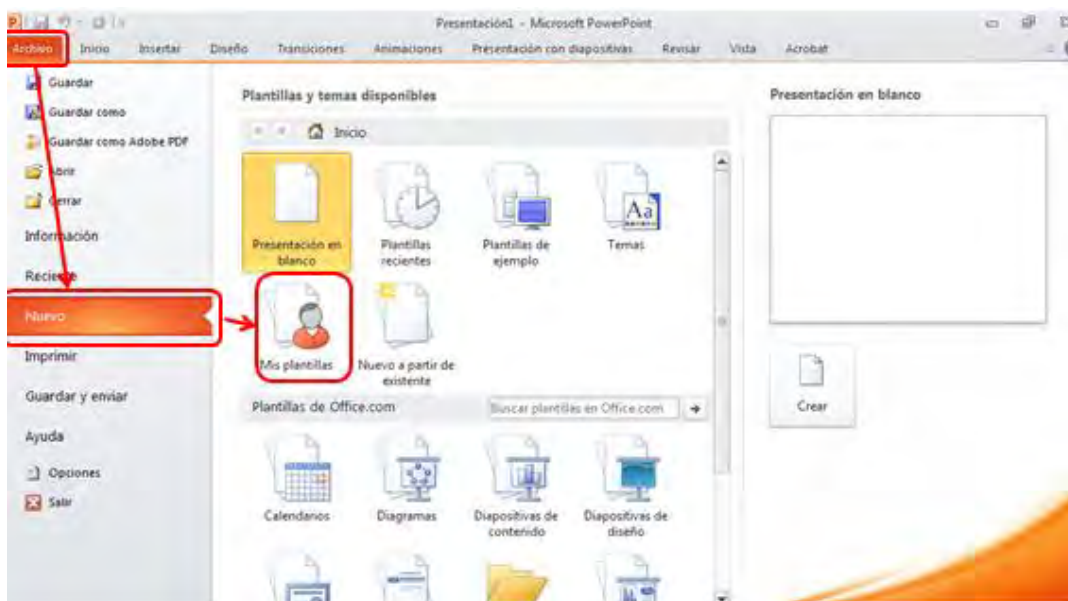 Presentación1 - Microsoft PowerPoint
Archivo Inicio Insertar Diseño Transiciones Animaciones Presentación con diapositivas Revisar Vista Acrobat
Guardar
Guardar como
Guardar como Adobe PDF
Abrir
Cerrar
Información
Reciente
Nuevo
Imprimir
Guardar y enviar
Ayuda
Opciones
Salir
Plantillas y temas disponibles
Inicio
Presentación en
blanco
Plantillas
recientes
Plantillas de
ejemplo
Aa
Temas
Mis plantillas
Nuevo a partir de
existente
Plantillas de Office.com
Buscar plantillas en Office.com
Calendarios
Diagramas
Diapositivas de
contenido
Diapositivas de
diseño
Presentación en blanco
Crear